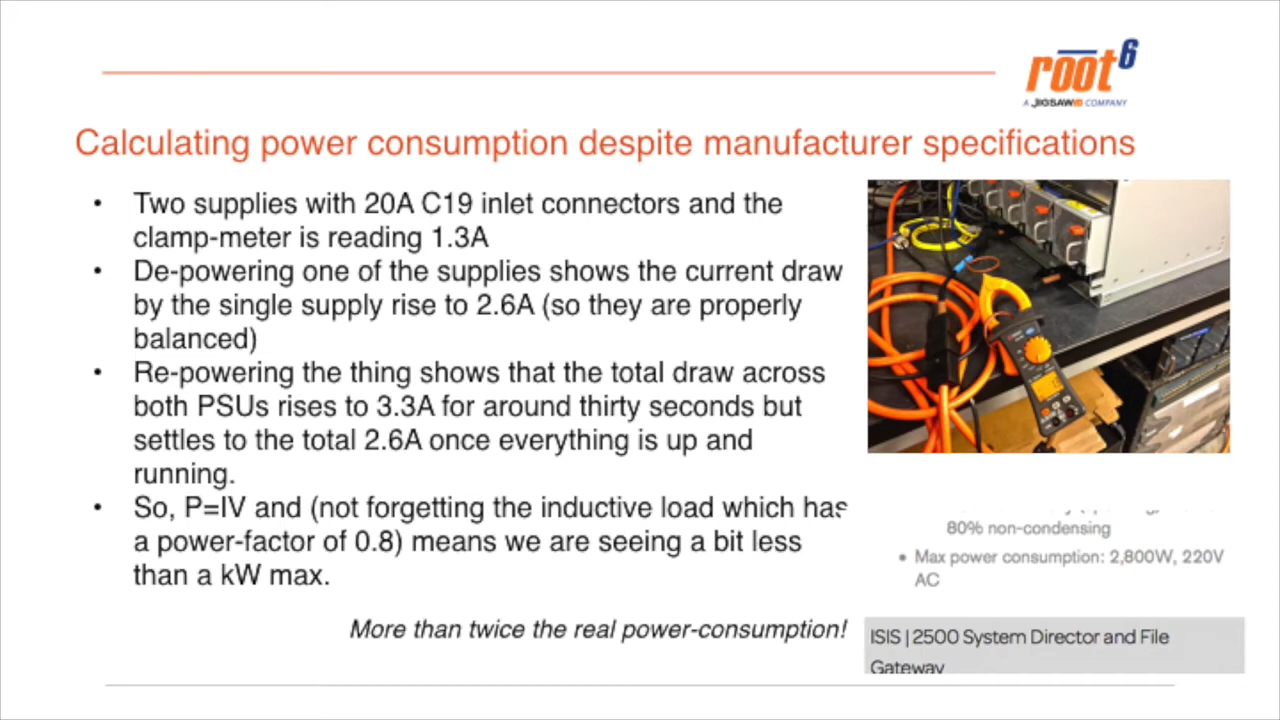 root6
A JIGSAW24 COMPANY
Calculating power consumption despite manufacturer specifications
• Two supplies with 20A C19 inlet connectors and the
clamp-meter is reading 1.3A
• De-powering one of the supplies shows the current draw
by the single supply rise to 2.6A (so they are properly
balanced)
• Re-powering the thing shows that the total draw across
both PSUs rises to 3.3A for around thirty seconds but
settles to the total 2.6A once everything is up and
running.
• So, P=IV and (not forgetting the inductive load which has
a power-factor of 0.8) means we are seeing a bit less
than a kW max.
More than twice the real power-consumption!
80% non-condensing
• Max power consumption: 2,800W, 220V
AC
ISIS | 2500 System Director and File
Gateway